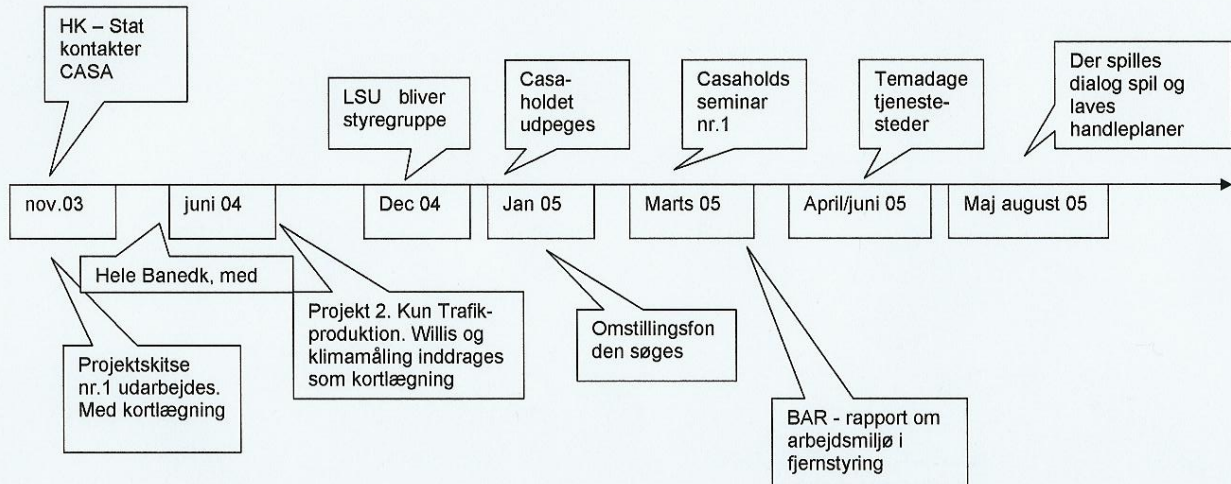 HK – Stat
kontakter
CASA
LSU bliver
styregruppe
Casa-
holdet
udpeges
Casaholds
seminar
nr.1
Temadage
tjeneste-
steder
Der spilles
dialog spil og
laves
handleplaner
nov.03
juni 04
Dec 04
Jan 05
Marts 05
April/juni 05
Maj august 05
Hele Banedk, med
Projektskitse
nr.1 udarbejdes.
Med kortlægning
Projekt 2. Kun Trafik-
produktion. Willis og
klimamåling inddrages
som kortlægning
Omstillingsfon
den søges
BAR - rapport om
arbejdsmiljø i
fjernstyring